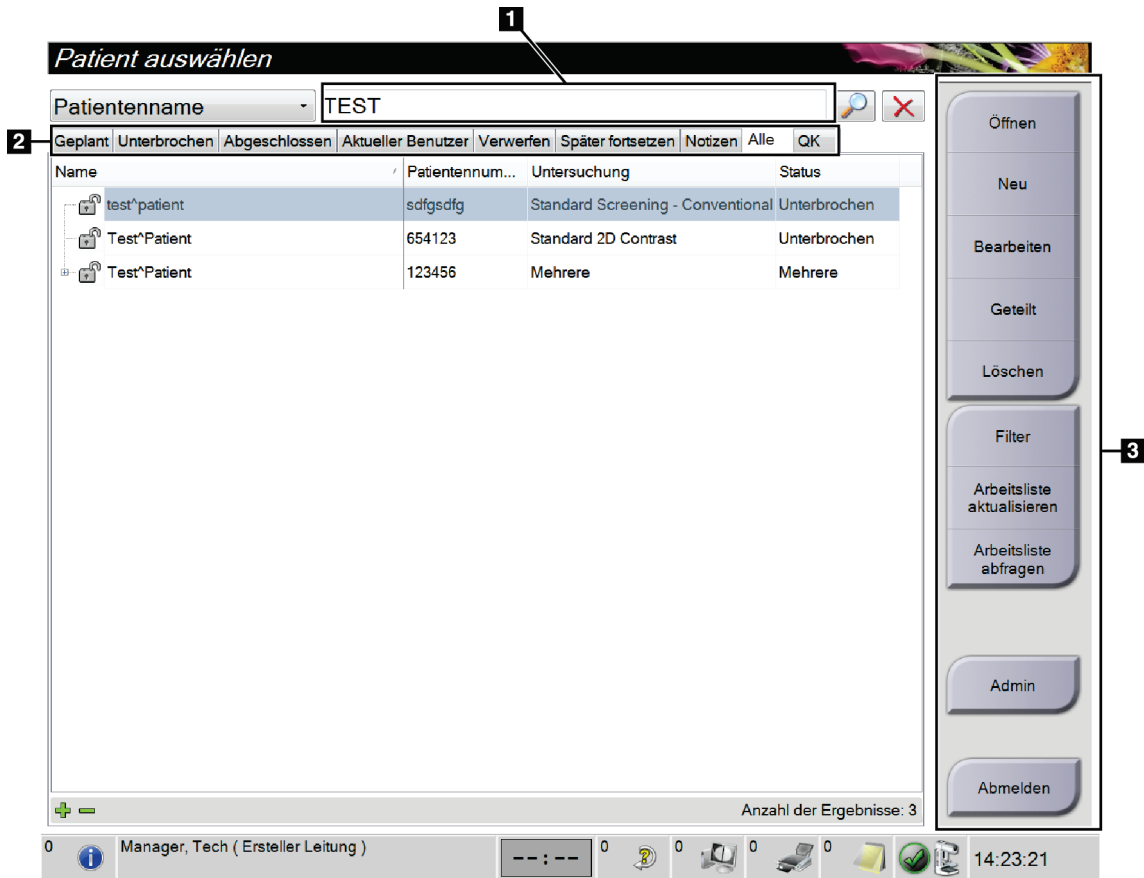 1
Patient auswählen
Patientenname TEST
2
Geplant Unterbrochen Abgeschlossen Aktueller Benutzer Verwerfen Später fortsetzen Notizen Alle QK
Name Patientennum... Untersuchung Status
test^patient sdfgsdfg Standard Screening - Conventional Unterbrochen
Test^Patient 654123 Standard 2D Contrast Unterbrochen
Test^Patient 123456 Mehrere Mehrere
Anzahl der Ergebnisse: 3
Öffnen
Neu
Bearbeiten
Geteilt
Löschen
Filter
3
Arbeitsliste
aktualisieren
Arbeitsliste
abfragen
Admin
Abmelden
0 Manager, Tech ( Ersteller Leitung ) --:-- 0 0 0 0 14:23:21